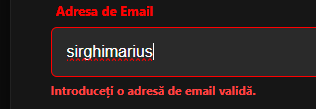 Adresa de Email
sirghimarius
Introduceți o adresă de email validă.